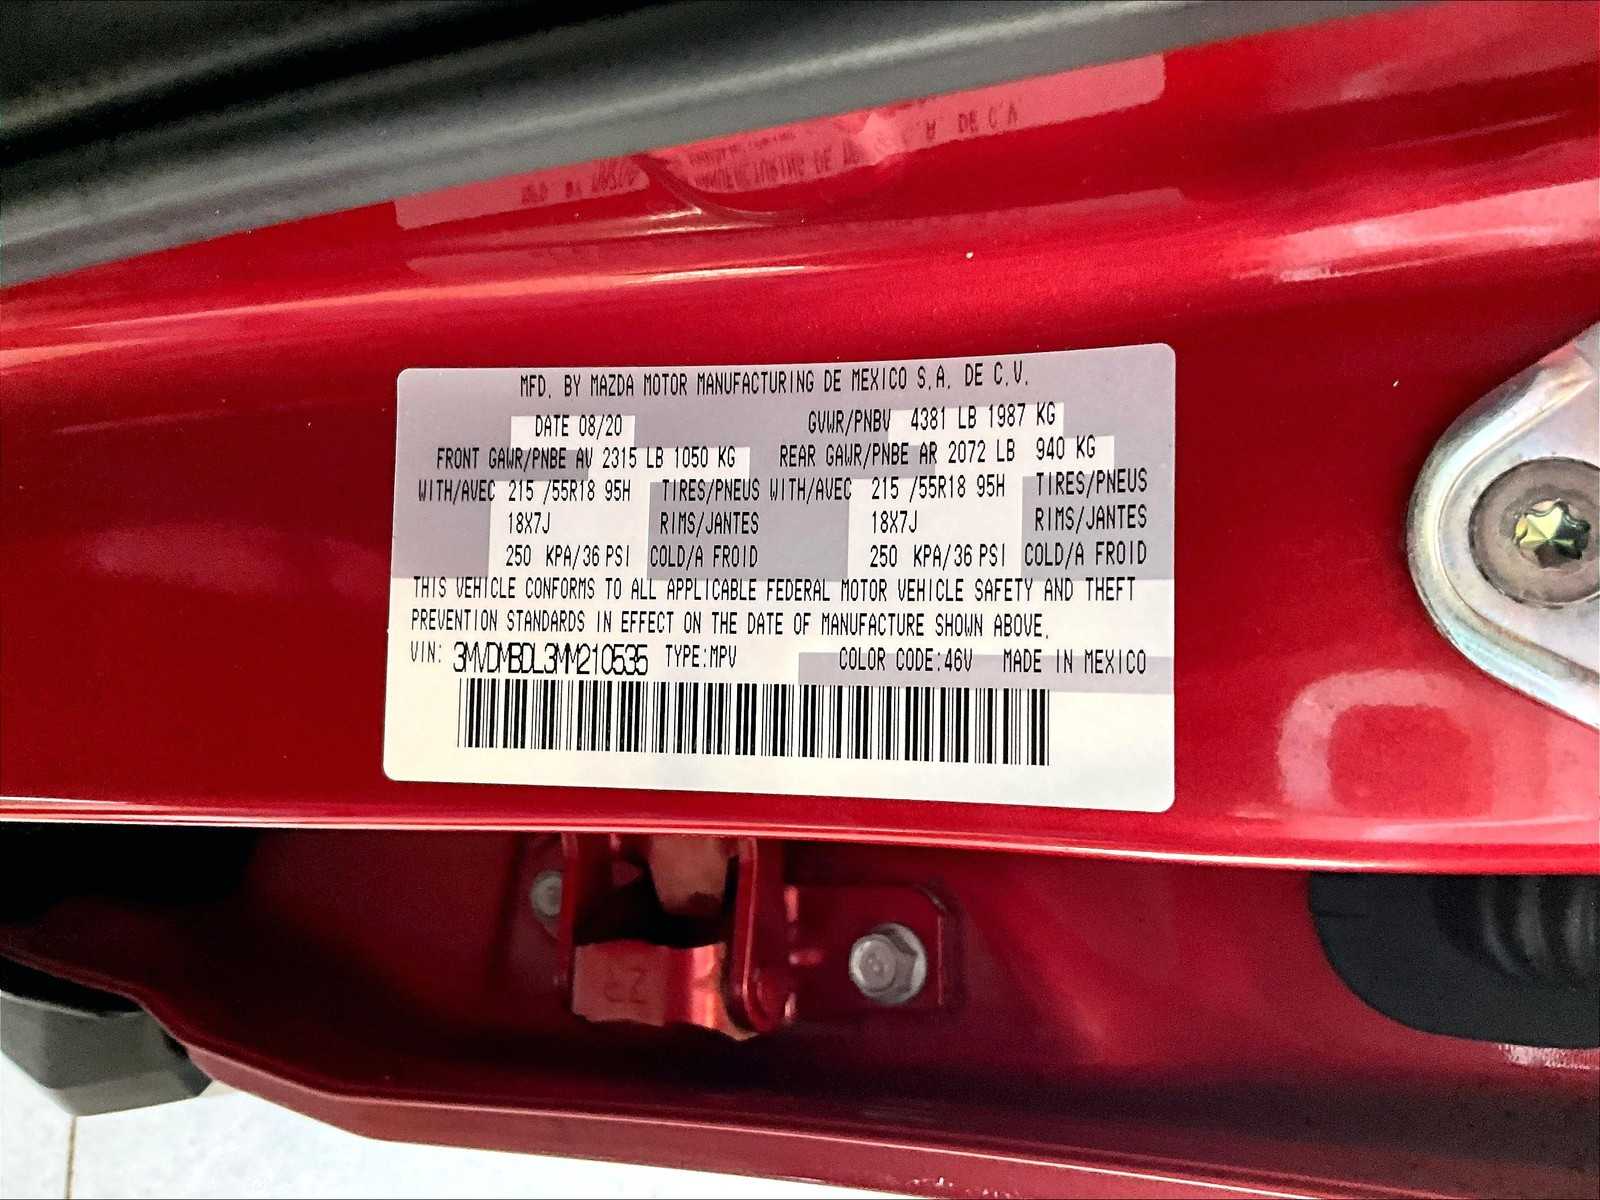 MFD. BY MAZDA MOTOR MANUFACTURING DE MEXICO S.A. DE C.V.
DATE 08/20 GVWR/PNBV 4381 LB 1987 KG
FRONT GAWR/PNBE AV 2315 LB 1050 KG REAR GAWR/PNBE AR 2072 LB 940 KG
WITH/AVEC 215 /55R18 95H TIRES/PNEUS WITH/AVEC 215 /55R18 95H TIRES/PNEUS
18X7J RIMS/JANTES 18X7J RIMS/JANTES
250 KPA/36 PSI COLD/A FROID 250 KPA/36 PSI COLD/A FROID
THIS VEHICLE CONFORMS TO ALL APPLICABLE FEDERAL MOTOR VEHICLE SAFETY AND THEFT
PREVENTION STANDARDS IN EFFECT ON THE DATE OF MANUFACTURE SHOWN ABOVE.
VIN: 3MVDMBDL3MM210535 TYPE:MPV COLOR CODE:46V MADE IN MEXICO